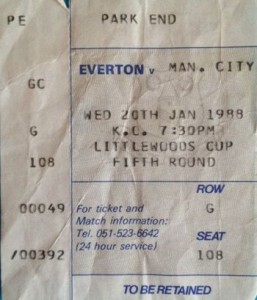 PE PARK END
GC EVERTON v MAN. CITY
WED 20TH JAN 1988
G K.O. 7:30PM
LITTLEWOODS CUP
108 FIFTH ROUND
ROW
00049 For ticket and G
Match information:
Tel. 051-523-6642 SEAT
/00392 (24 hour service) 108
TO BE RETAINED